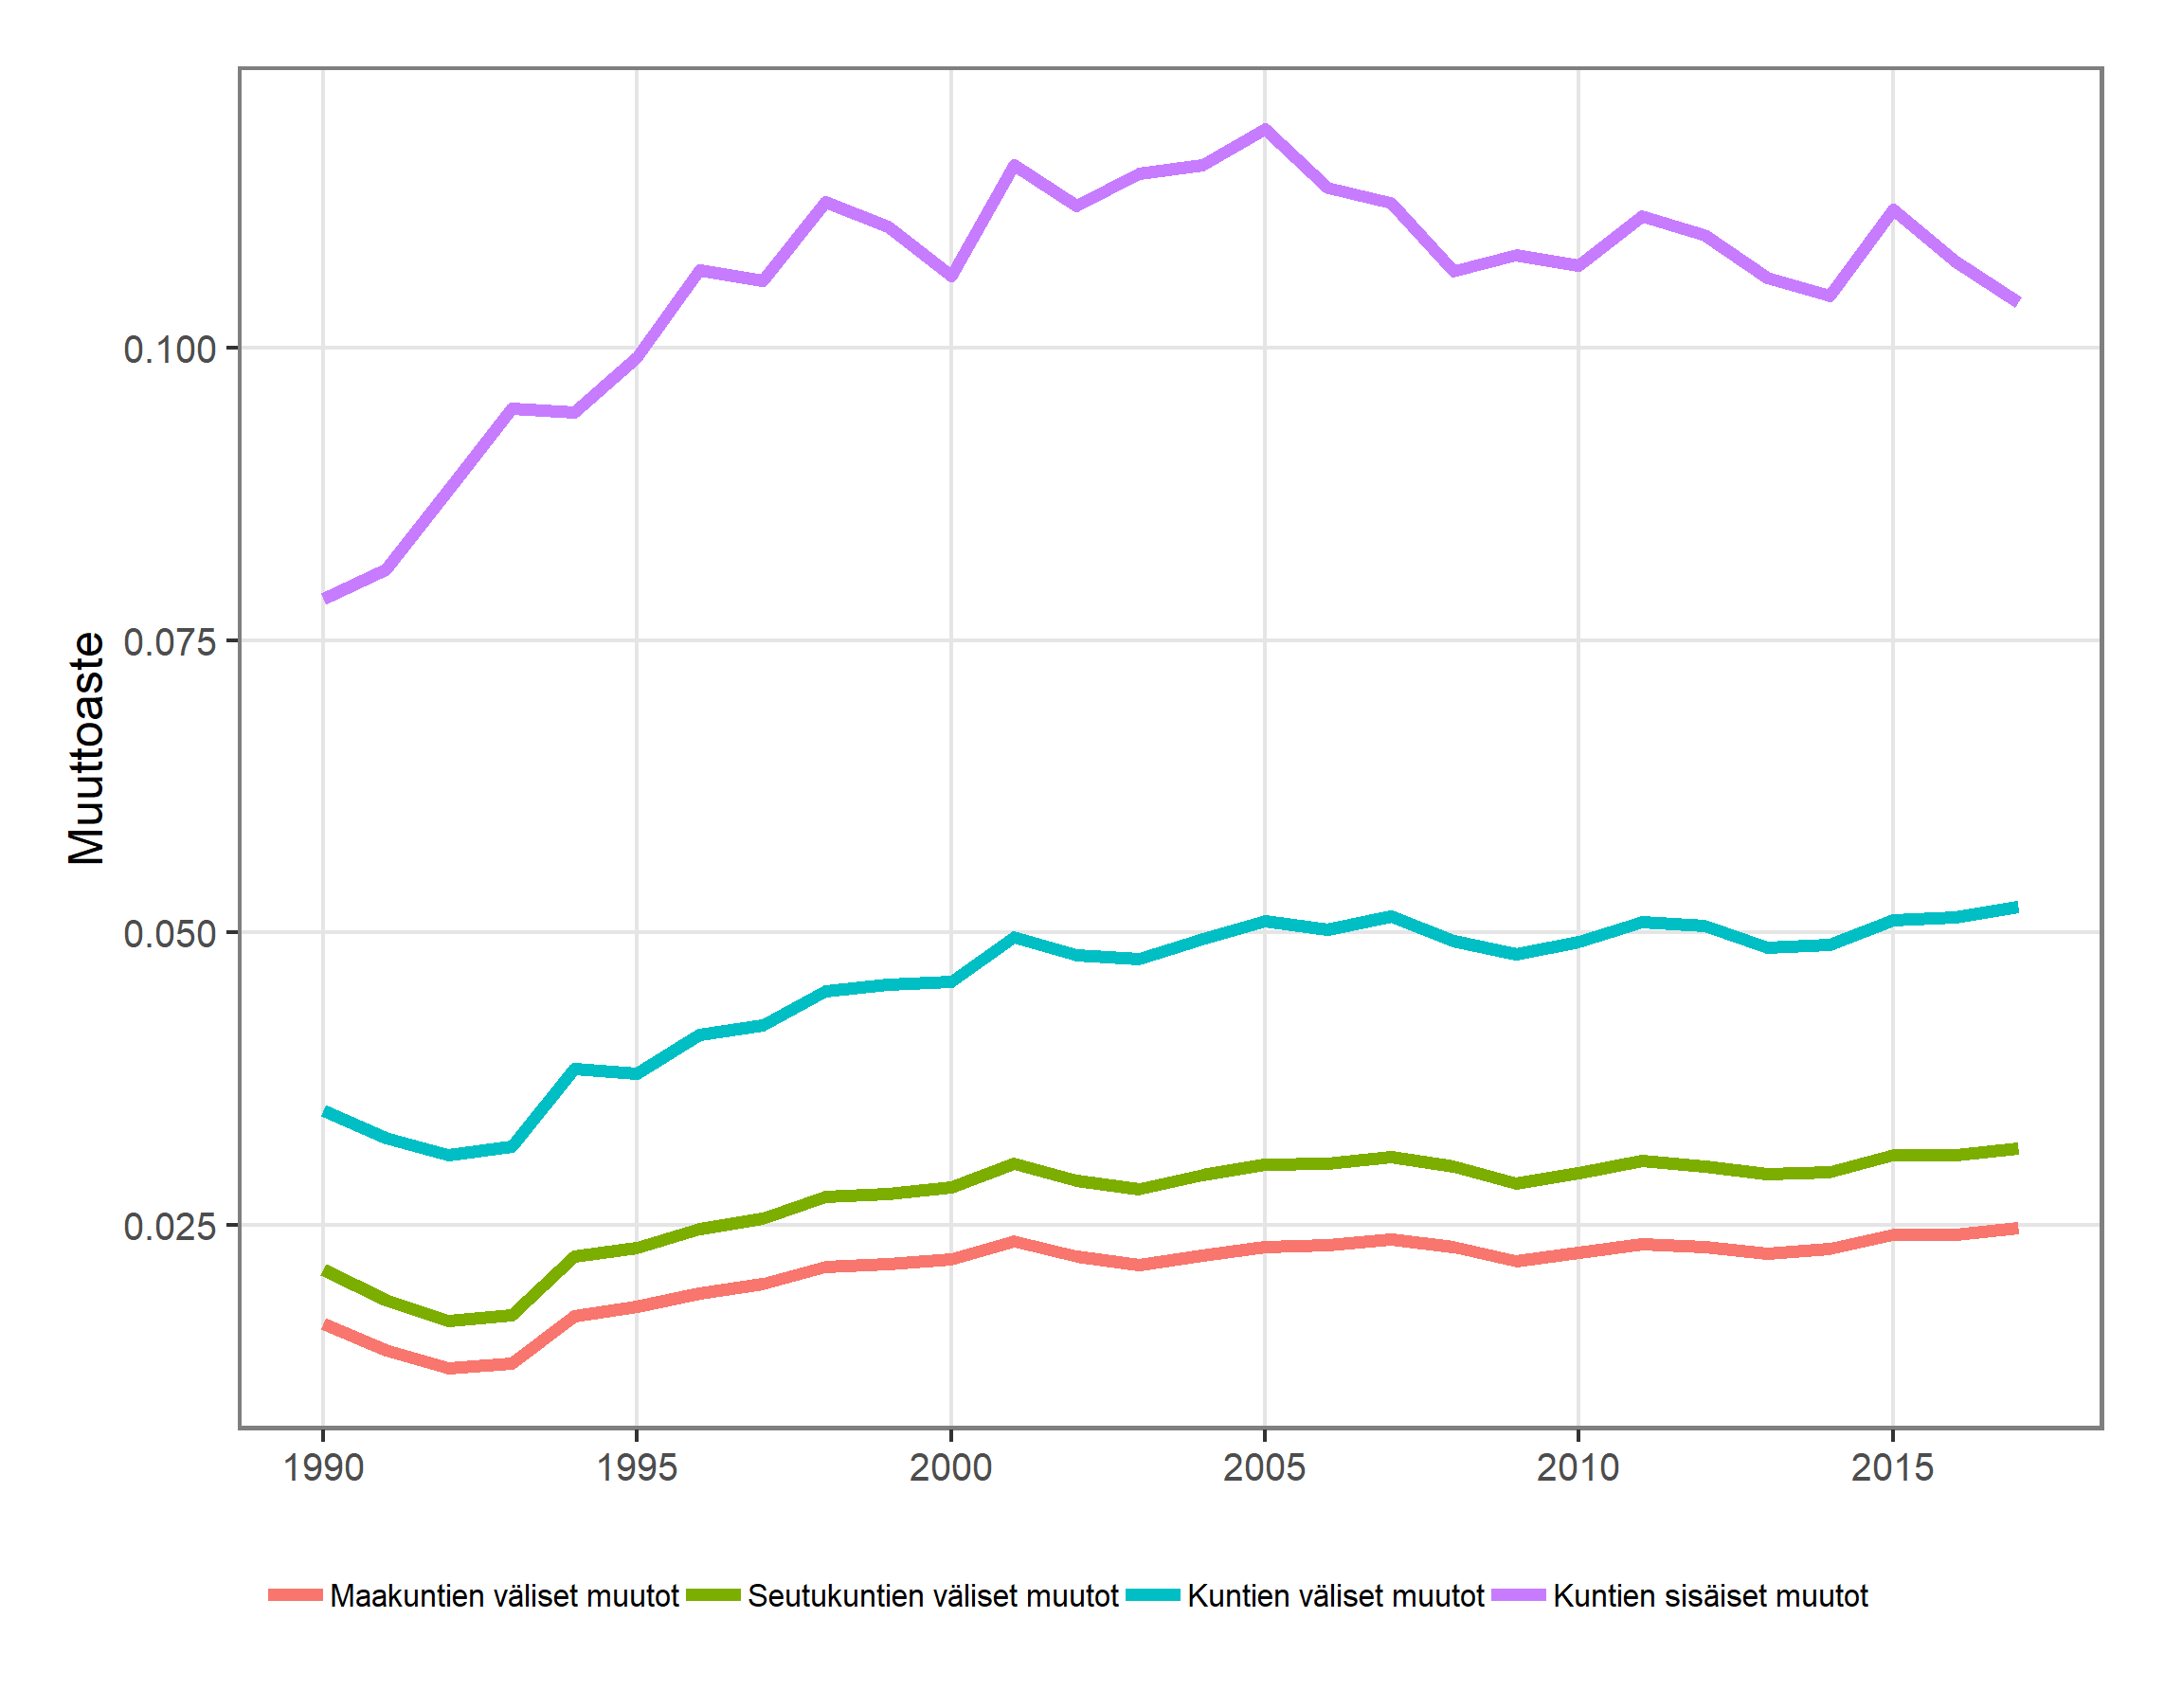 Muuttoaste
0.100
0.075
0.050
0.025
1990 1995 2000 2005 2010 2015
Maakuntien väliset muutot Seutukuntien väliset muutot Kuntien väliset muutot Kuntien sisäiset muutot